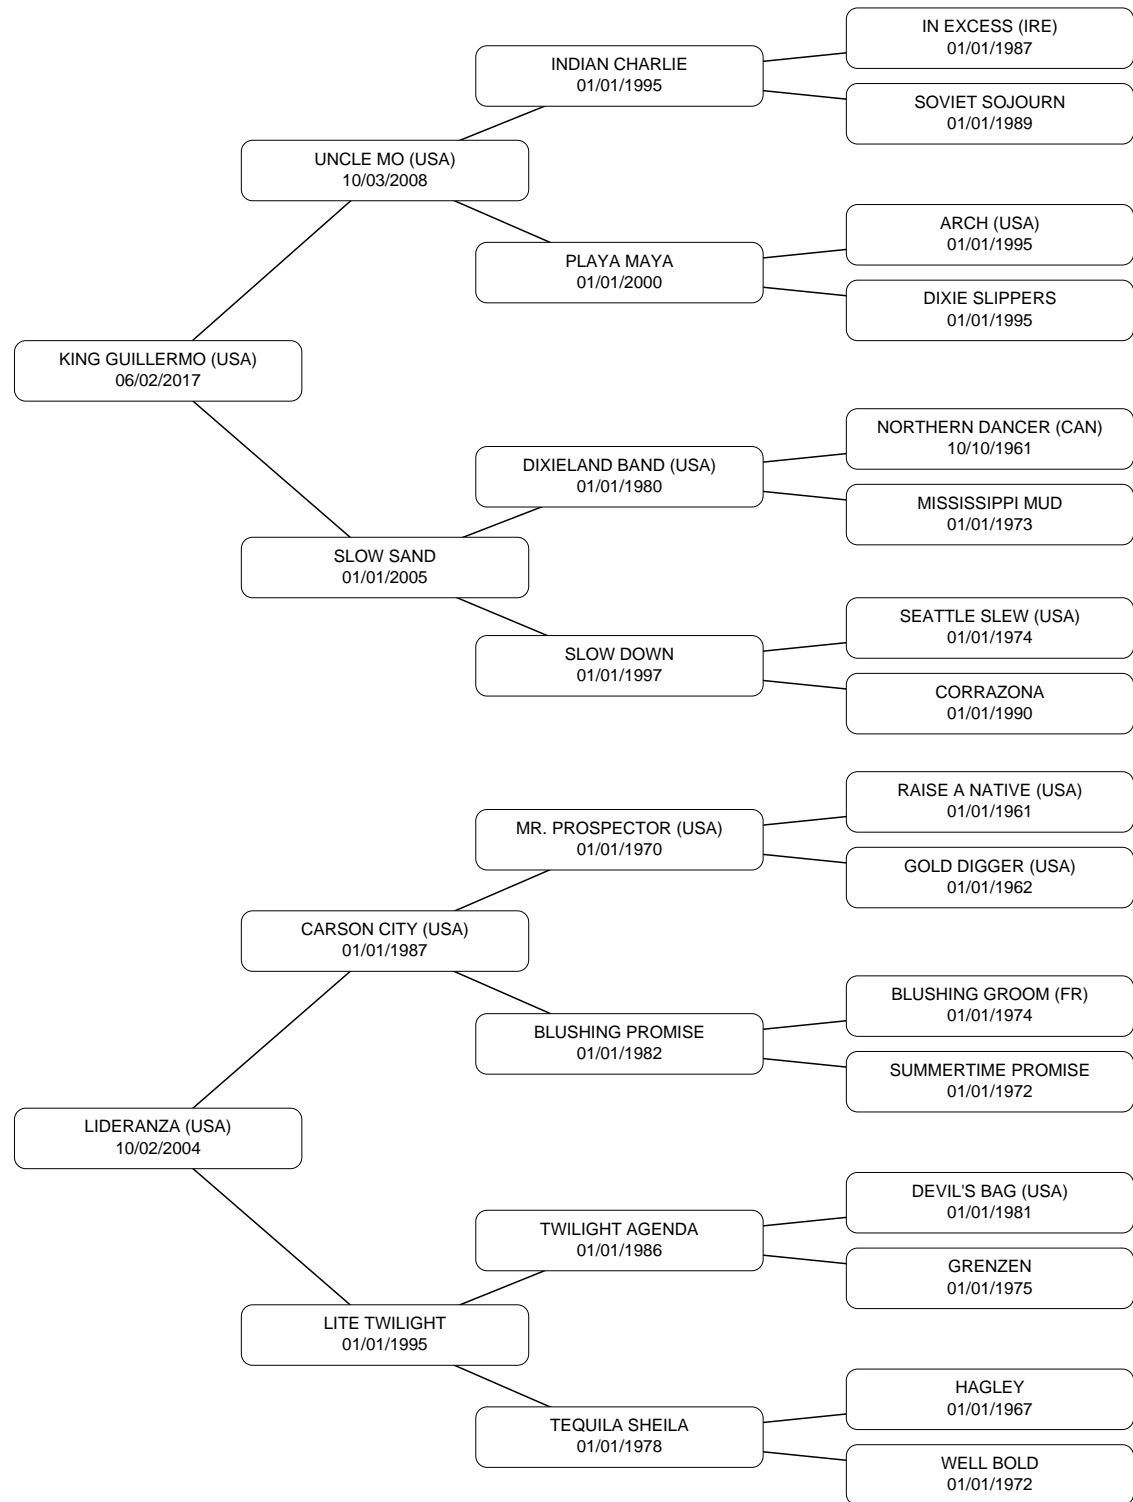 IN EXCESS (IRE)
01/01/1987
INDIAN CHARLIE
01/01/1995
SOVIET SOJOURN
01/01/1989
UNCLE MO (USA)
10/03/2008
ARCH (USA)
01/01/1995
PLAYA MAYA
01/01/2000
DIXIE SLIPPERS
01/01/1995
KING GUILLERMO (USA)
06/02/2017
NORTHERN DANCER (CAN)
10/10/1961
DIXIELAND BAND (USA)
01/01/1980
MISSISSIPPI MUD
01/01/1973
SLOW SAND
01/01/2005
SEATTLE SLEW (USA)
01/01/1974
SLOW DOWN
01/01/1997
CORRAZONA
01/01/1990
RAISE A NATIVE (USA)
01/01/1961
MR. PROSPECTOR (USA)
01/01/1970
GOLD DIGGER (USA)
01/01/1962
CARSON CITY (USA)
01/01/1987
BLUSHING GROOM (FR)
01/01/1974
BLUSHING PROMISE
01/01/1982
SUMMERTIME PROMISE
01/01/1972
LIDERANZA (USA)
10/02/2004
DEVIL'S BAG (USA)
01/01/1981
TWILIGHT AGENDA
01/01/1986
GRENZEN
01/01/1975
LITE TWILIGHT
01/01/1995
HAGLEY
01/01/1967
TEQUILA SHEILA
01/01/1978
WELL BOLD
01/01/1972